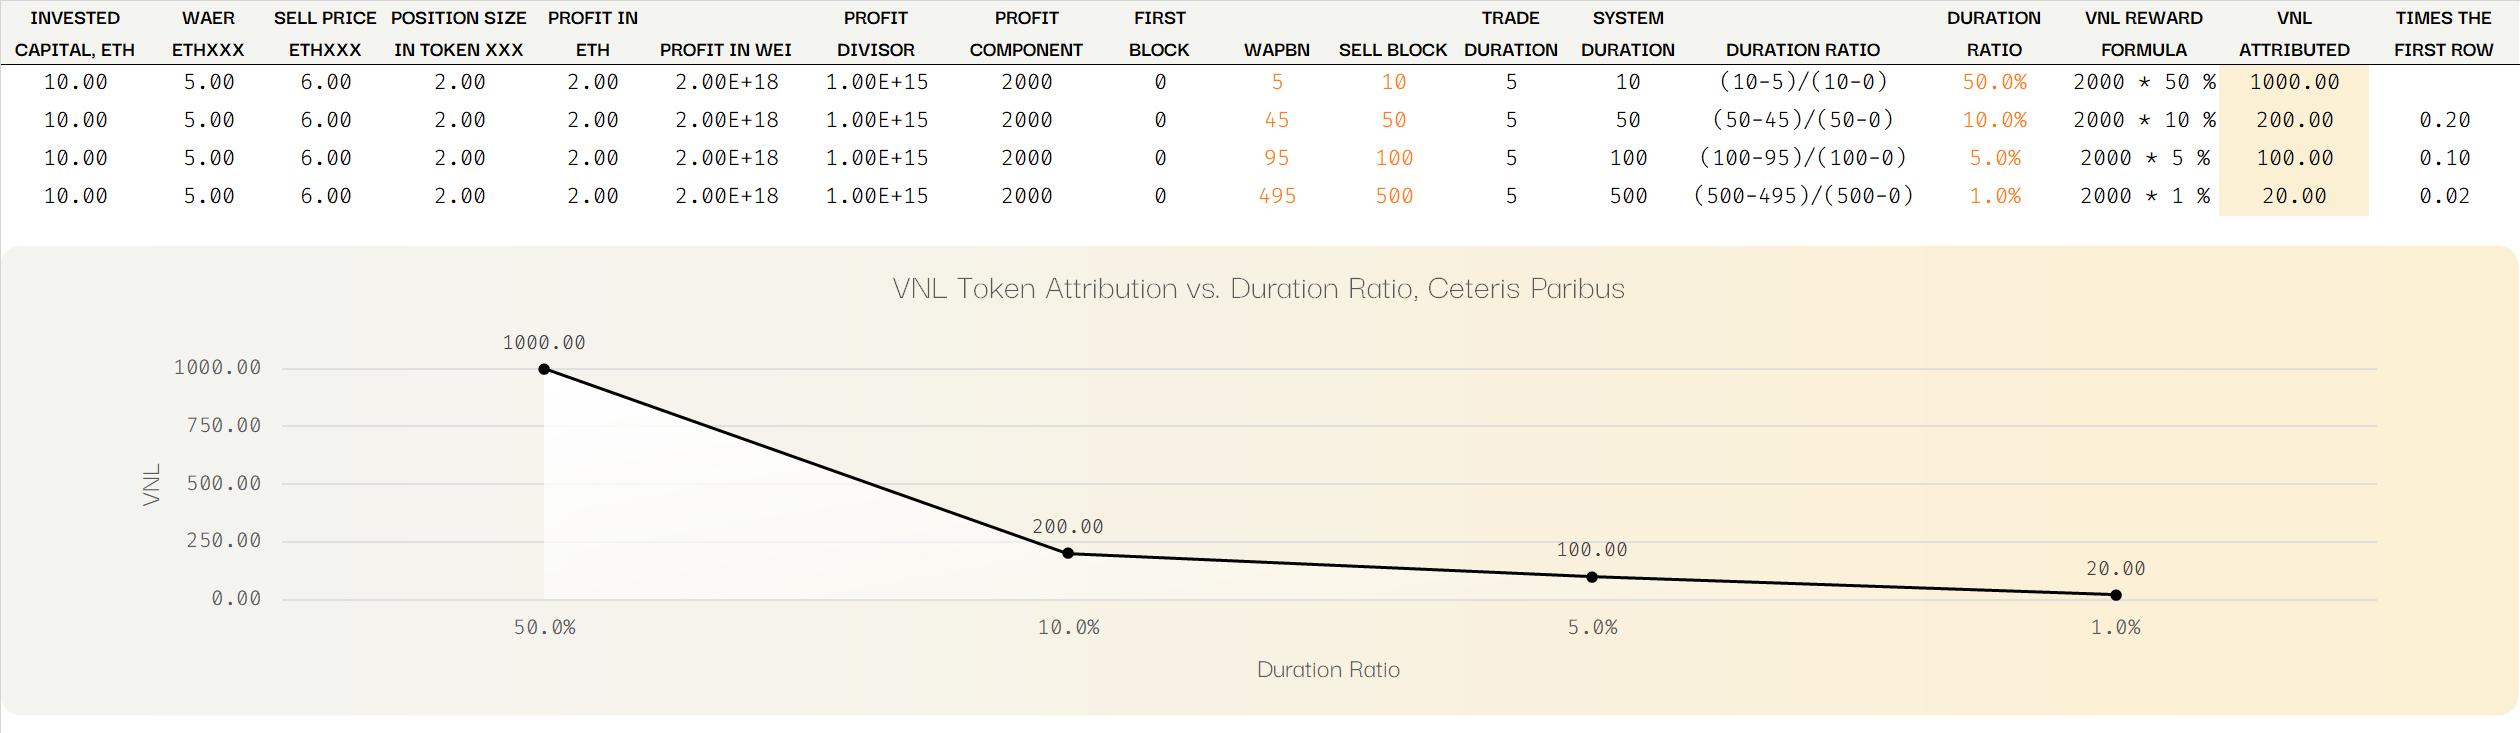 INVESTED WAER SELL PRICE POSITION SIZE PROFIT IN PROFIT PROFIT FIRST TRADE SYSTEM DURATION VNL REWARD VNL TIMES THE
CAPITAL, ETH ETHXXX ETHXXX IN TOKEN XXX ETH PROFIT IN WEI DIVISOR COMPONENT BLOCK WAPBN SELL BLOCK DURATION DURATION DURATION RATIO RATIO FORMULA ATTRIBUTED FIRST ROW
10.00 5.00 6.00 2.00 2.00 2.00E+18 1.00E+15 2000 0 5 10 5 10 (10-5)/(10-0) 50.0% 2000 * 50 % 1000.00
10.00 5.00 6.00 2.00 2.00 2.00E+18 1.00E+15 2000 0 45 50 5 50 (50-45)/(50-0) 10.0% 2000 * 10 % 200.00 0.20
10.00 5.00 6.00 2.00 2.00 2.00E+18 1.00E+15 2000 0 95 100 5 100 (100-95)/(100-0) 5.0% 2000 * 5 % 100.00 0.10
10.00 5.00 6.00 2.00 2.00 2.00E+18 1.00E+15 2000 0 495 500 5 500 (500-495)/(500-0) 1.0% 2000 * 1 % 20.00 0.02
VNL Token Attribution vs. Duration Ratio, Ceteris Paribus
1000.00
1000.00
750.00
VNL
500.00
200.00
250.00
100.00
20.00
0.00
50.0% 10.0% 5.0% 1.0%
Duration Ratio